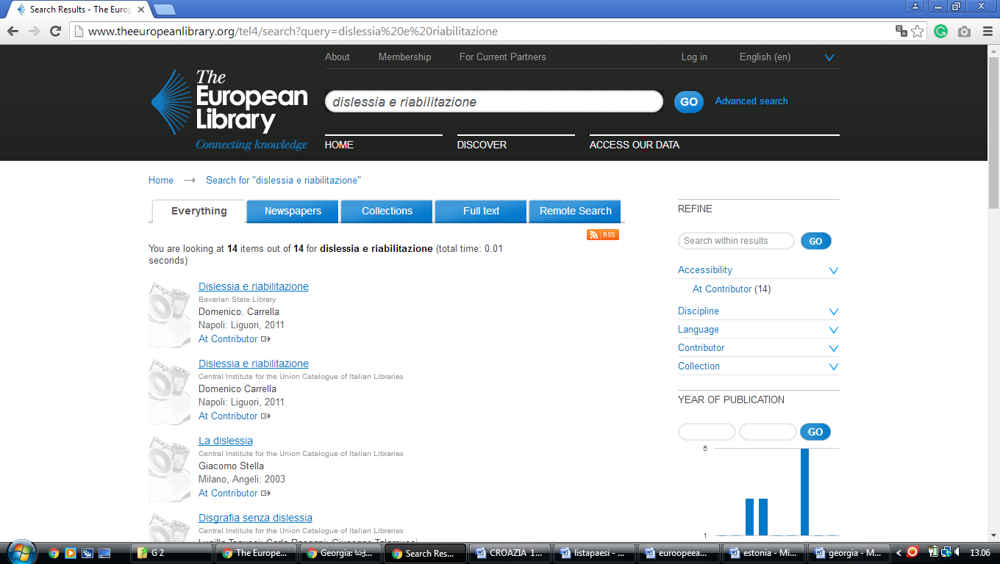 Search Results - The Europ
www.theeuropeanlibrary.org/tel4/search?query=dislessia%20e%20riabilitazione
About Membership For Current Partners Log in English (en)
The
European
Library
Connecting knowledge
dislessia e riabilitazione GO Advanced search
HOME DISCOVER ACCESS OUR DATA
Home → Search for "dislessia e riabilitazione"
Everything Newspapers Collections Full text Remote Search
RSS
You are looking at 14 items out of 14 for dislessia e riabilitazione (total time: 0.01
seconds)
Dislessia e riabilitazione
Bavarian State Library
Domenico. Carrella
Napoli: Liguori, 2011
At Contributor
Dislessia e riabilitazione
Central Institute for the Union Catalogue of Italian Libraries
Domenico Carrella
Napoli: Liguori, 2011
At Contributor
La dislessia
Central Institute for the Union Catalogue of Italian Libraries
Giacomo Stella
Milano, Angeli: 2003
At Contributor
Disgrafia senza dislessia
Central Institute for the Union Catalogue of Italian Libraries
REFINE
Search within results GO
Accessibility
At Contributor (14)
Discipline
Language
Contributor
Collection
YEAR OF PUBLICATION
GO
5
1
G 2 The Europe... Georgia: საქ... Search Res... CROAZIA 1... listapaesi - ... euroopeea... estonia - Mi... georgia - M... 13.06